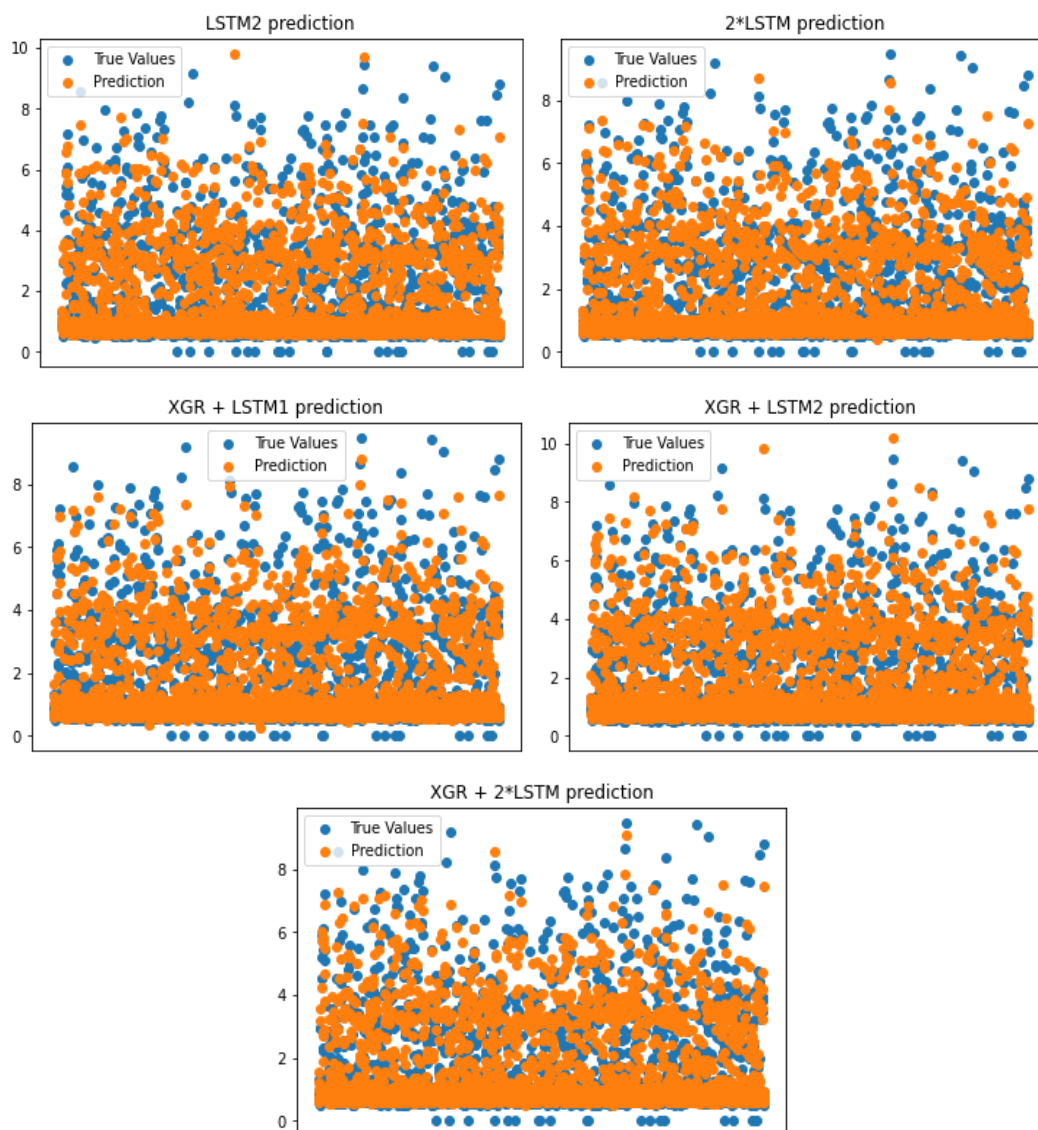 LSTM2 prediction
10
8
6
4
2
0
True Values
Prediction
2*LSTM prediction
8
6
4
2
0
True Values
Prediction
XGR + LSTM1 prediction
8
6
4
2
0
True Values
Prediction
XGR + LSTM2 prediction
10
8
6
4
2
0
True Values
Prediction
XGR + 2*LSTM prediction
8
6
4
2
0
True Values
Prediction